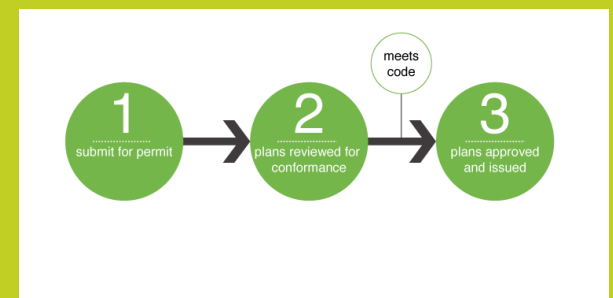 meets
code
1
submit for permit
2
plans reviewed for
conformance
3
plans approved
and issued